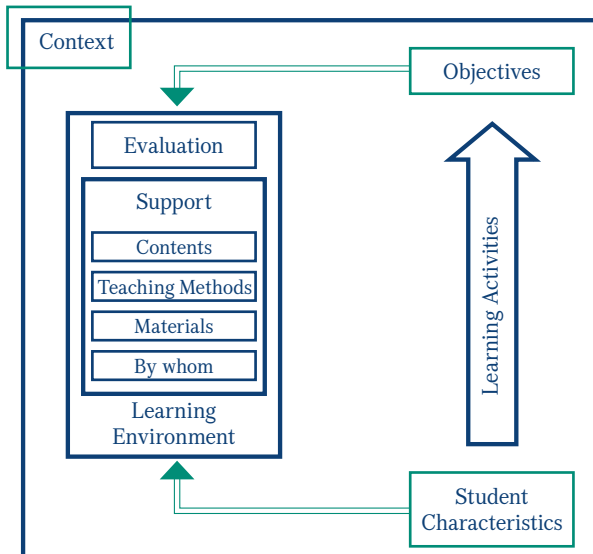 Context
Objectives
Evaluation
Support
Contents
Teaching Methods
Materials
By whom
Learning
Environment
Learning Activities
Student
Characteristics